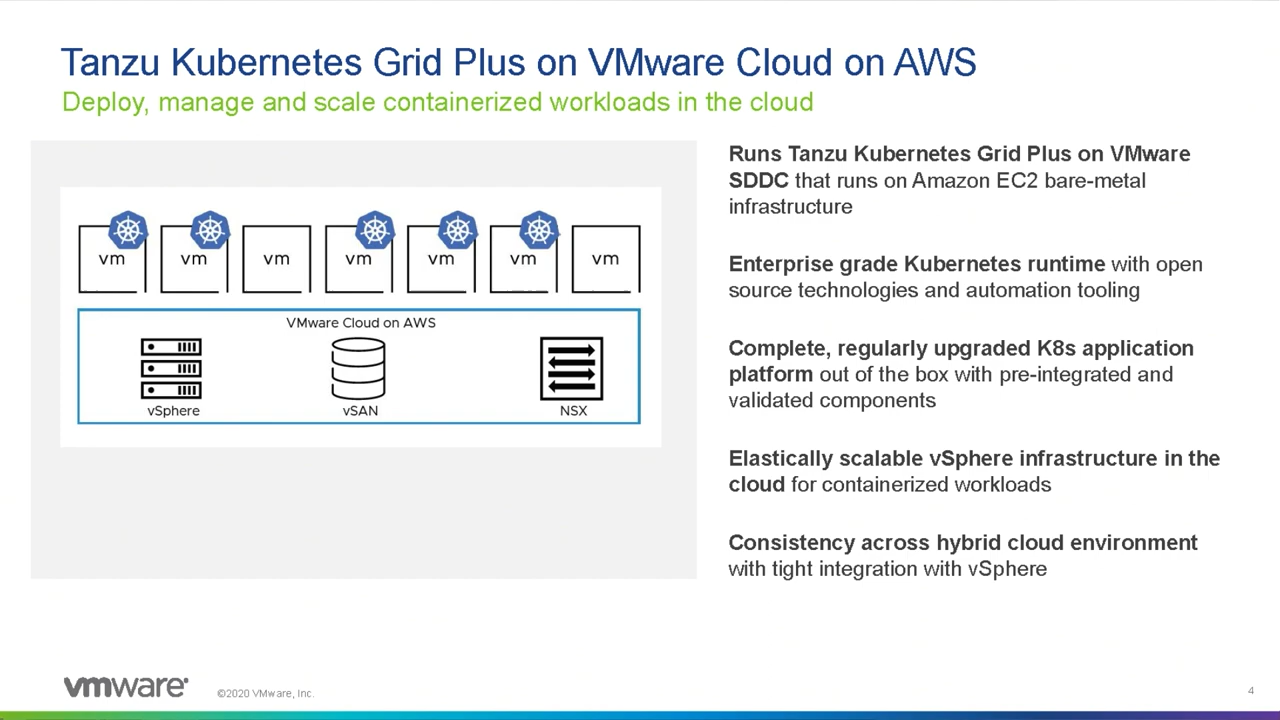 Tanzu Kubernetes Grid Plus on VMware Cloud on AWS
Deploy, manage and scale containerized workloads in the cloud
vm vm vm vm vm vm vm
VMware Cloud on AWS
vSphere vSAN NSX
Runs Tanzu Kubernetes Grid Plus on VMware
SDDC that runs on Amazon EC2 bare-metal
infrastructure
Enterprise grade Kubernetes runtime with open
source technologies and automation tooling
Complete, regularly upgraded K8s application
platform out of the box with pre-integrated and
validated components
Elastically scalable vSphere infrastructure in the
cloud for containerized workloads
Consistency across hybrid cloud environment
with tight integration with vSphere
vmware
©2020 VMware, Inc.
4